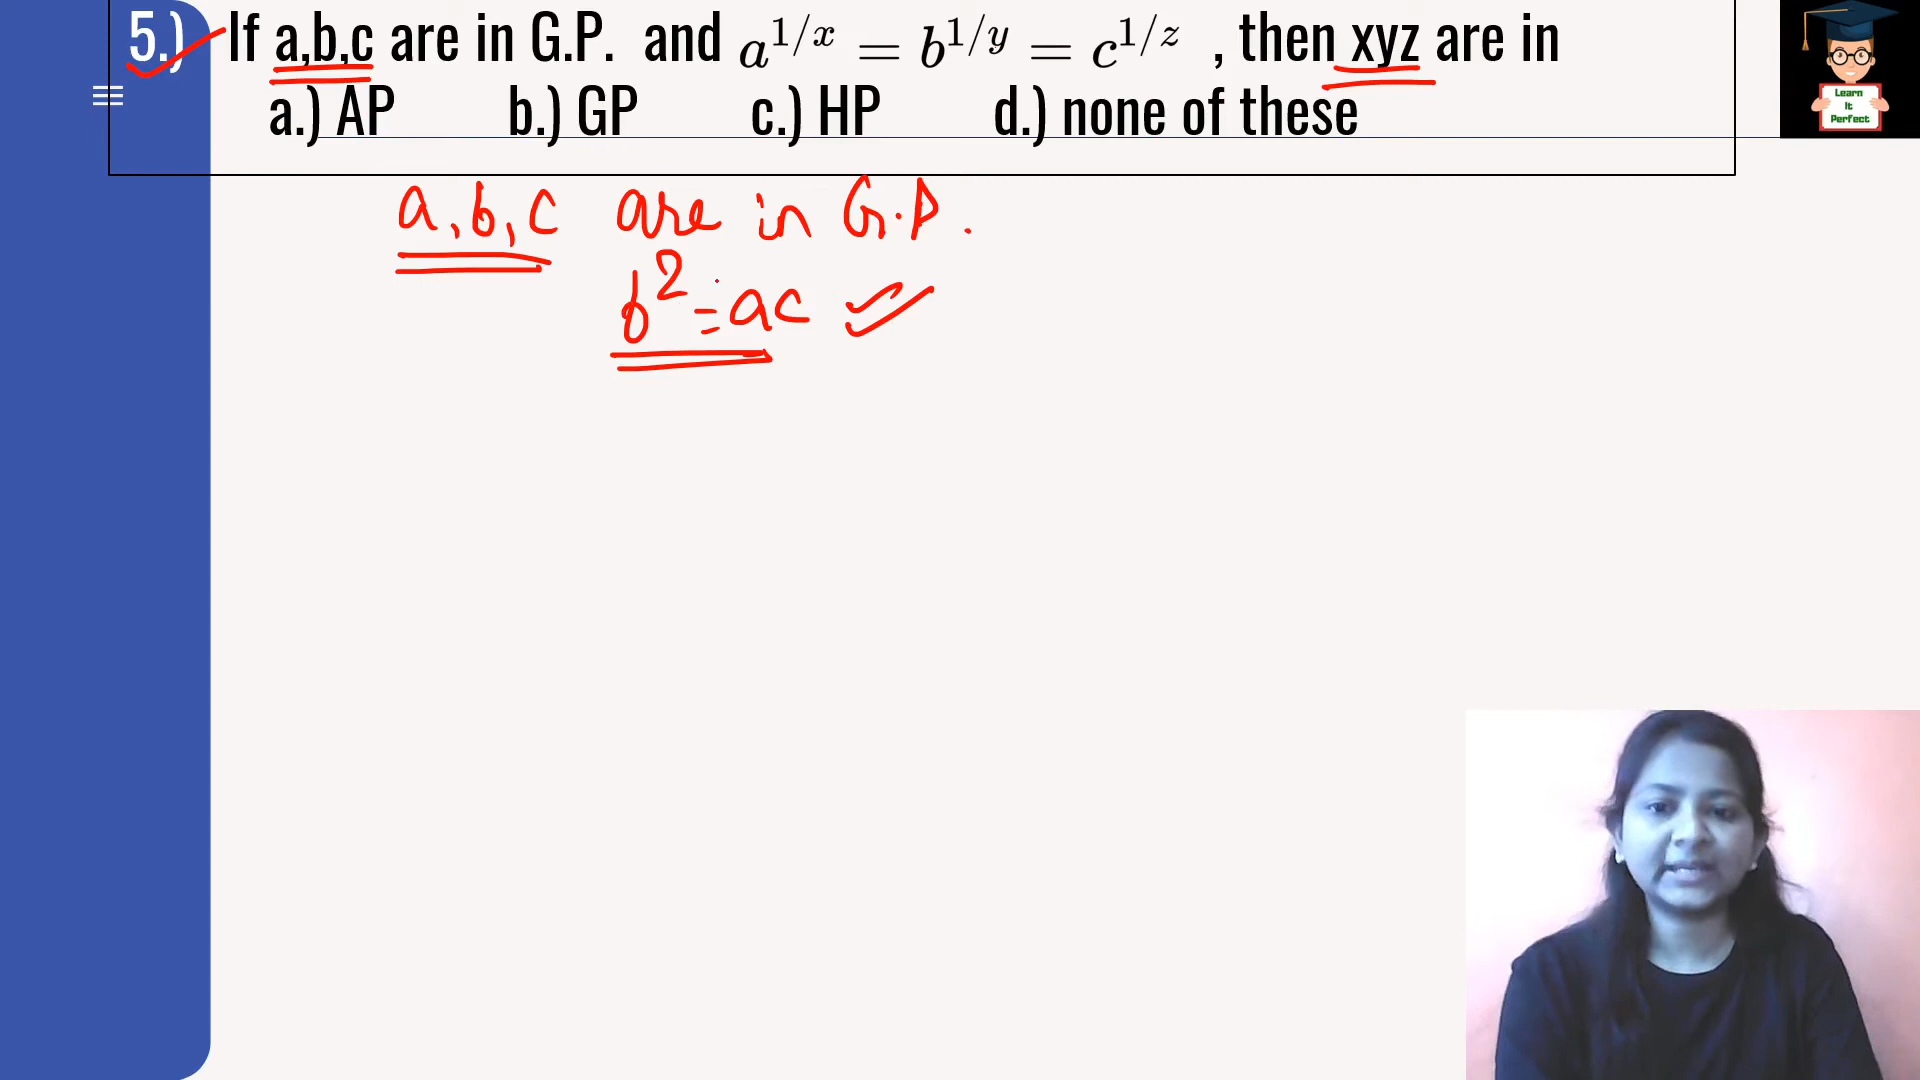 5.) If a,b,c are in G.P. and a^{1/x} = b^{1/y} = c^{1/z} , then xyz are in
a.) AP b.) GP c.) HP d.) none of these
Learn
It
Perfect
a,b,c are in G.P.
b² = ac